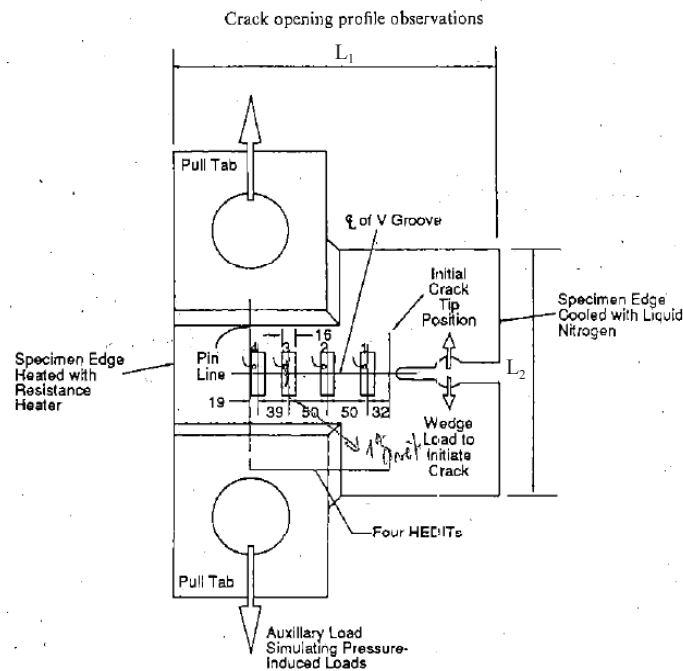 Crack opening profile observations
L1
Pull Tab
℄ of V Groove
Initial
Crack
Tip
Position
Specimen Edge
Cooled with Liquid
Nitrogen
16
4 3 2 1
Pin
Line
Specimen Edge
Heated with
Resistance
Heater
L2
19 39 50 50 32
Wedge
Load to
Initiate
Crack
Four HEDITs
Pull Tab
Auxillary Load
Simulating Pressure-
Induced Loads